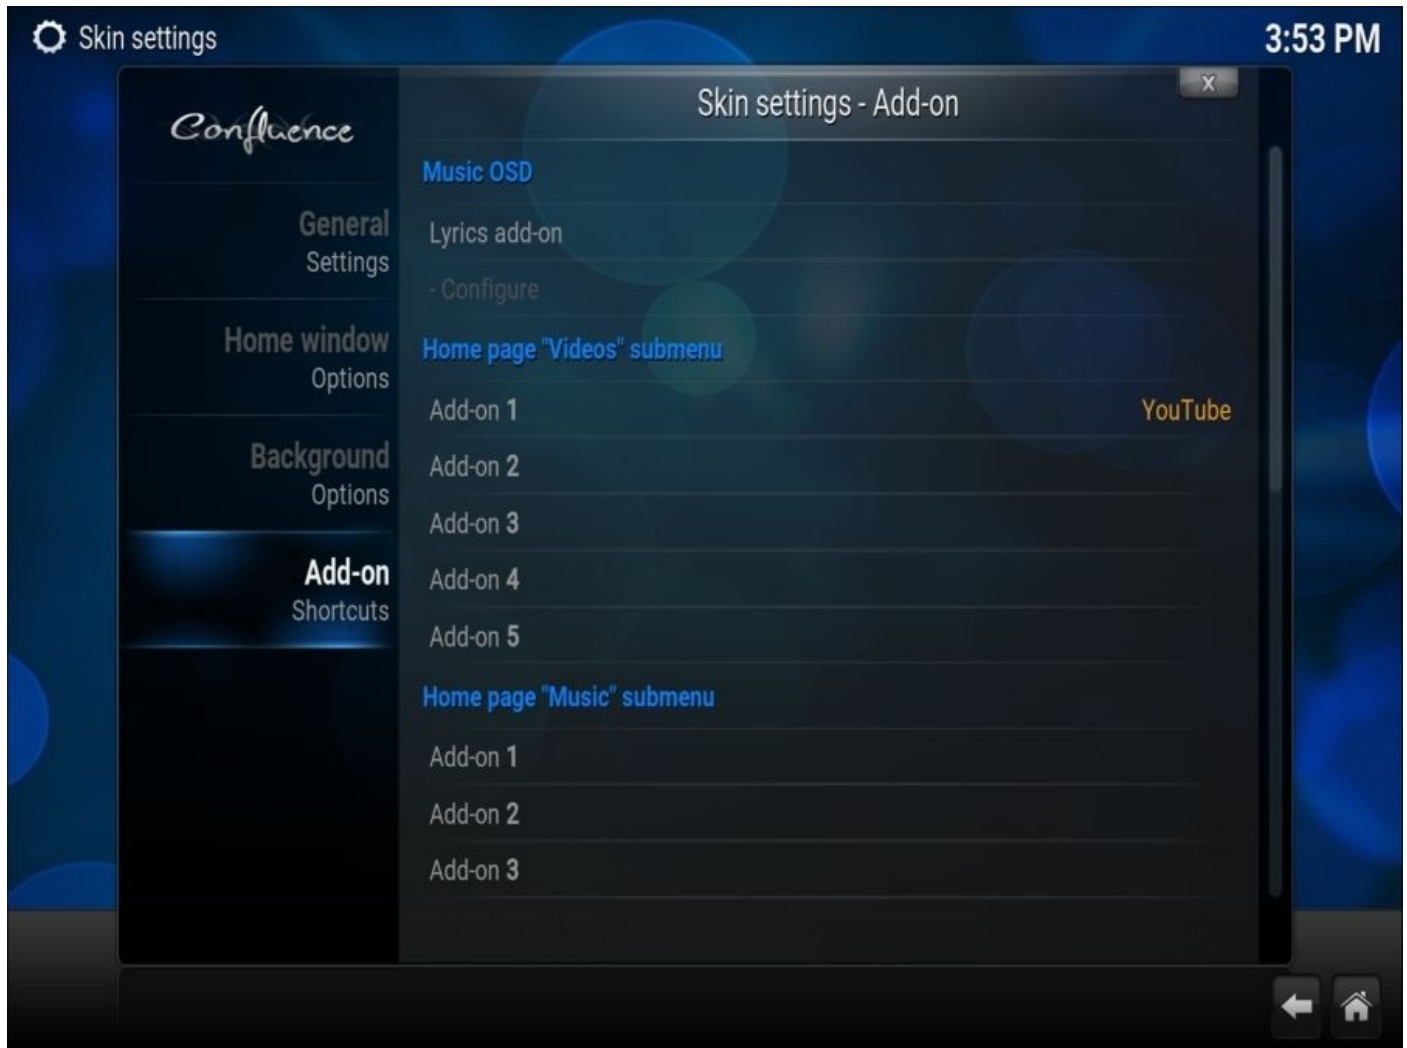 Skin settings
3:53 PM
Confluence
Skin settings - Add-on
X
General
Settings
Home window
Options
Background
Options
Add-on
Shortcuts
Music OSD
Lyrics add-on
- Configure
Home page "Videos" submenu
Add-on 1 YouTube
Add-on 2
Add-on 3
Add-on 4
Add-on 5
Home page "Music" submenu
Add-on 1
Add-on 2
Add-on 3